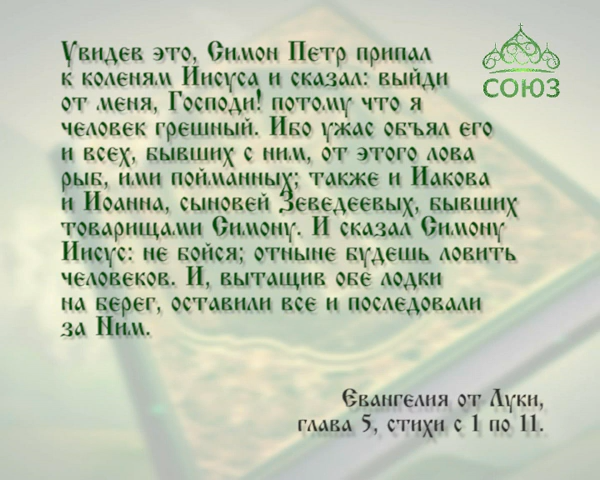 СОЮЗ
Увидев это, Симон Петр припал
к коленям Иисуса и сказал: выйди
от меня, Господи! потому что я
человек грешный. Ибо ужас объял его
и всех, бывших с ним, от этого лова
рыб, ими пойманных; также и Иакова
и Иоанна, сыновей Зеведеевых, бывших
товарищами Симону. И сказал Симону
Иисус: не бойся; отныне будешь ловить
человеков. И, вытащив обе лодки
на берег, оставили все и последовали
за Ним.
Евангелия от Луки,
глава 5, стихи с 1 по 11.